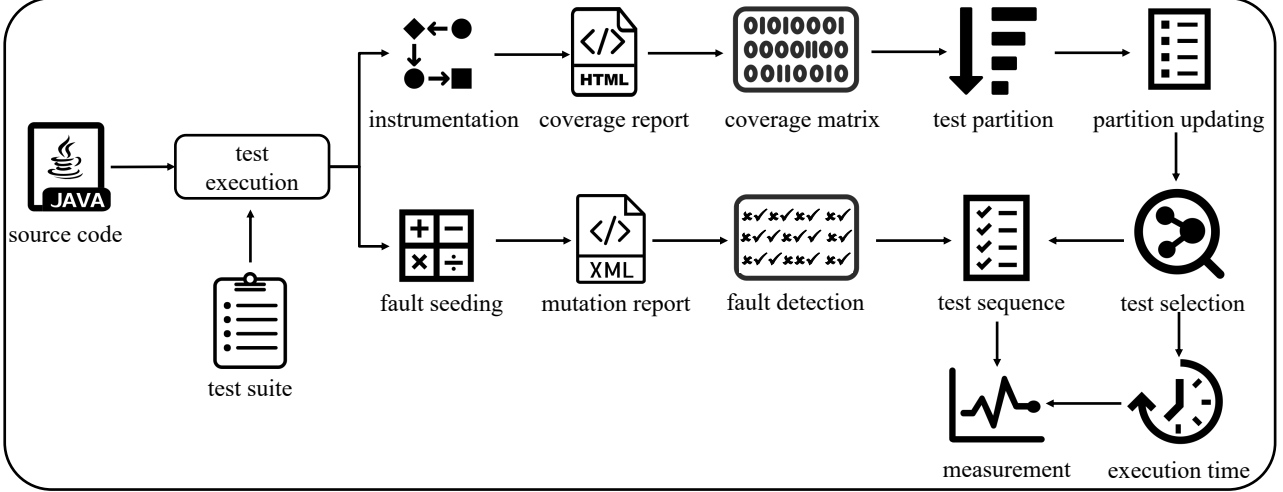 01010001
00001100
00110010
</>
HTML
instrumentation
coverage report
coverage matrix
test partition
partition updating
JAVA
source code
test
execution
+ −
× ÷
</>
XML
×✓×✓×✓ ×✓
×✓✓×✓✓ ×✓
×✓✓××✓ ×✓
fault seeding
mutation report
fault detection
test sequence
test selection
test suite
measurement
execution time